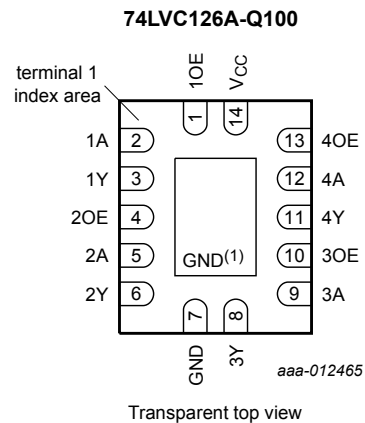 74LVC126A-Q100
terminal 1
index area
1OE
VCC
1
14
1A 2
13 4OE
1Y 3
12 4A
2OE 4
11 4Y
2A 5
GND(1)
10 3OE
2Y 6
9 3A
7
8
GND
3Y
aaa-012465
Transparent top view